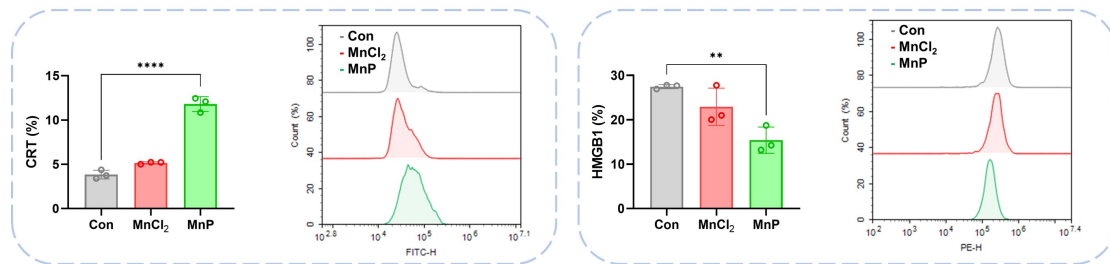 ****
CRT (%)
15
10
5
0
Con
MnCl₂
MnP
Con
MnCl₂
MnP
Count (%)
110
80
60
40
20
0
10^2.8
10^4
10^5
10^6
10^7.1
FITC-H
**
HMGB1 (%)
30
20
10
0
Con
MnCl₂
MnP
Con
MnCl₂
MnP
Count (%)
110
100
80
60
40
20
0
10^2
10^3
10^4
10^5
10^6
10^7.4
PE-H